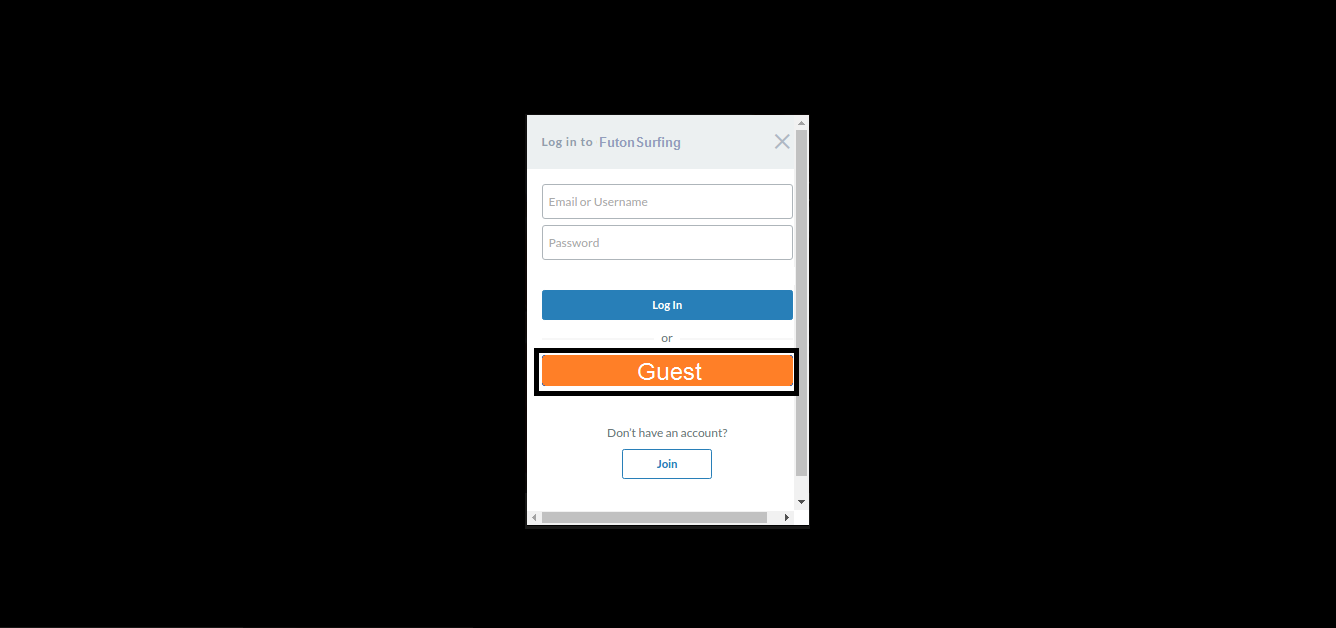 Log in to FutonSurfing
Email or Username
Password
Log In
or
Guest
Don't have an account?
Join